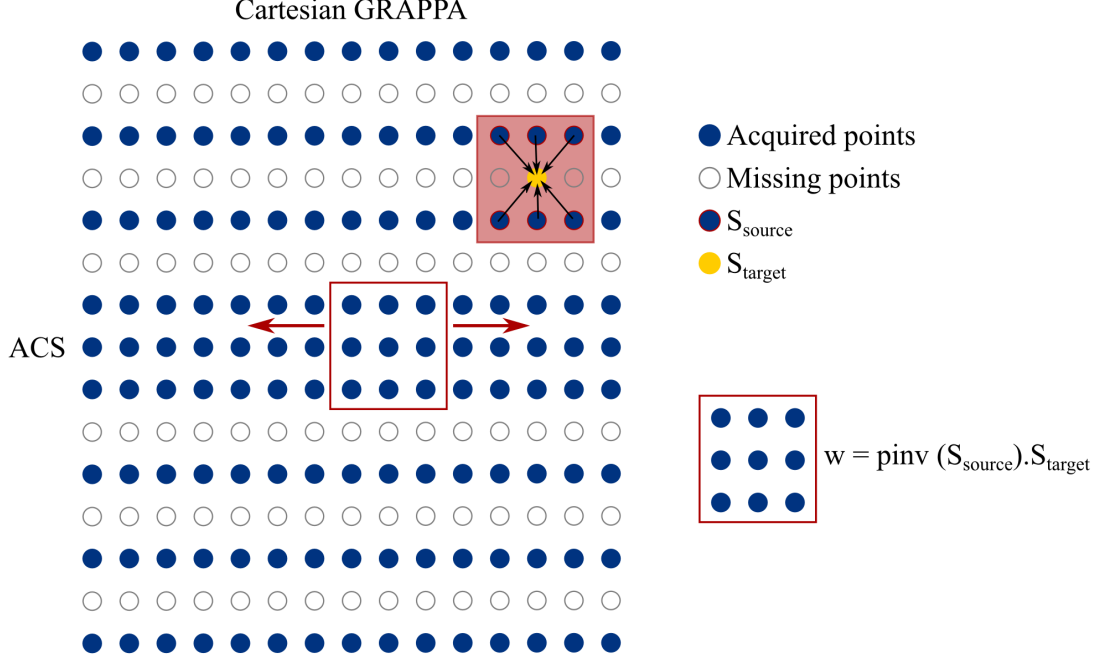 Cartesian GRAPPA
Acquired points
Missing points
S_source
S_target
ACS
w = pinv (S_source).S_target